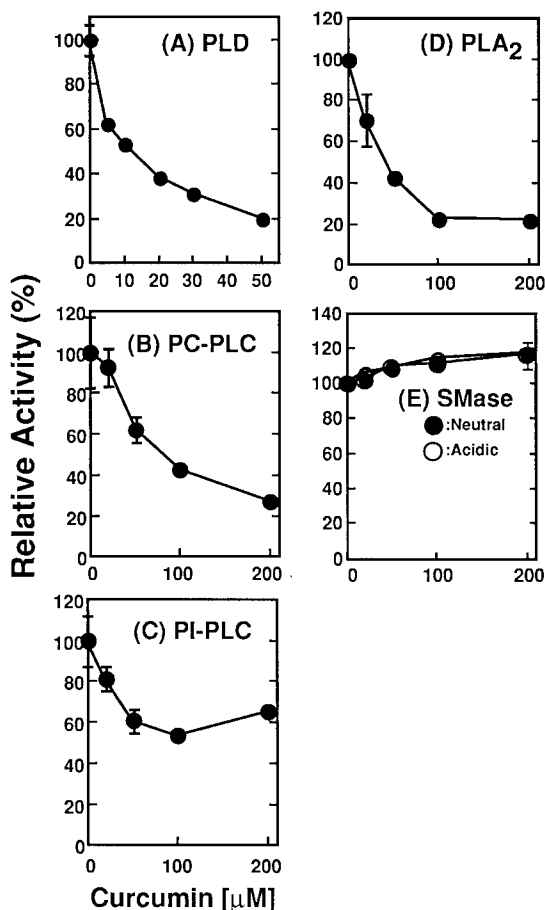 (A) PLD
100
80
60
40
20
0
0 10 20 30 40 50
(D) PLA2
120
100
80
60
40
20
0
0 100 200
(B) PC-PLC
120
100
80
60
40
20
0
0 100 200
(E) SMase
●:Neutral
○:Acidic
140
120
100
80
60
40
20
0
0 100 200
(C) PI-PLC
120
100
80
60
40
20
0
0 100 200
Relative Activity (%)
Curcumin [μM]